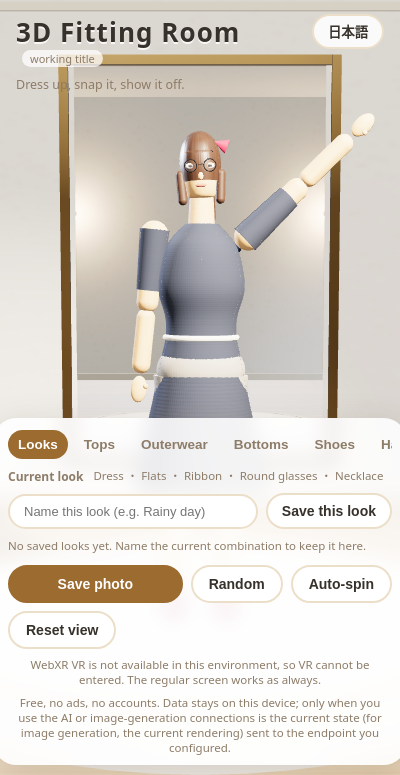 3D Fitting Room
日本語
working title
Dress up, snap it, show it off.
Looks Tops Outerwear Bottoms Shoes
Current look Dress • Flats • Ribbon • Round glasses • Necklace
Name this look (e.g. Rainy day) Save this look
No saved looks yet. Name the current combination to keep it here.
Save photo Random Auto-spin
Reset view
WebXR VR is not available in this environment, so VR cannot be
entered. The regular screen works as always.
Free, no ads, no accounts. Data stays on this device; only when you
use the AI or image-generation connections is the current state (for
image generation, the current rendering) sent to the endpoint you
configured.